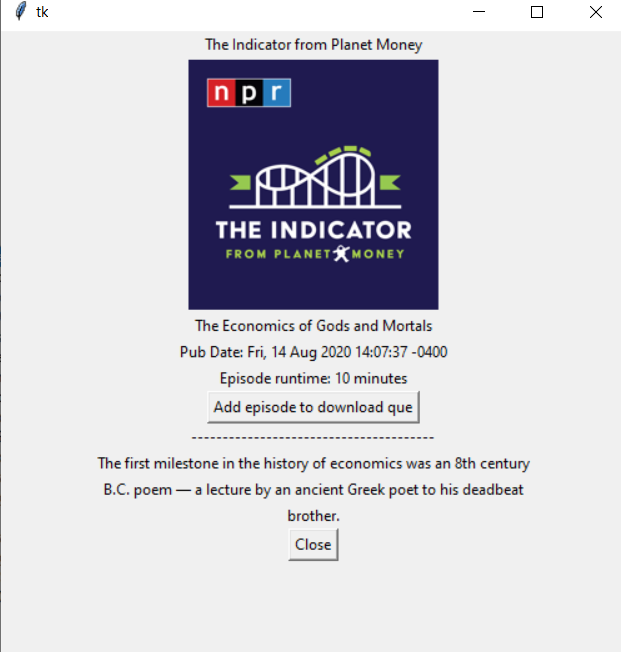 tk
The Indicator from Planet Money
npr
THE INDICATOR
FROM PLANET MONEY
The Economics of Gods and Mortals
Pub Date: Fri, 14 Aug 2020 14:07:37 -0400
Episode runtime: 10 minutes
Add episode to download que
---------------------------------------
The first milestone in the history of economics was an 8th century
B.C. poem — a lecture by an ancient Greek poet to his deadbeat
brother.
Close